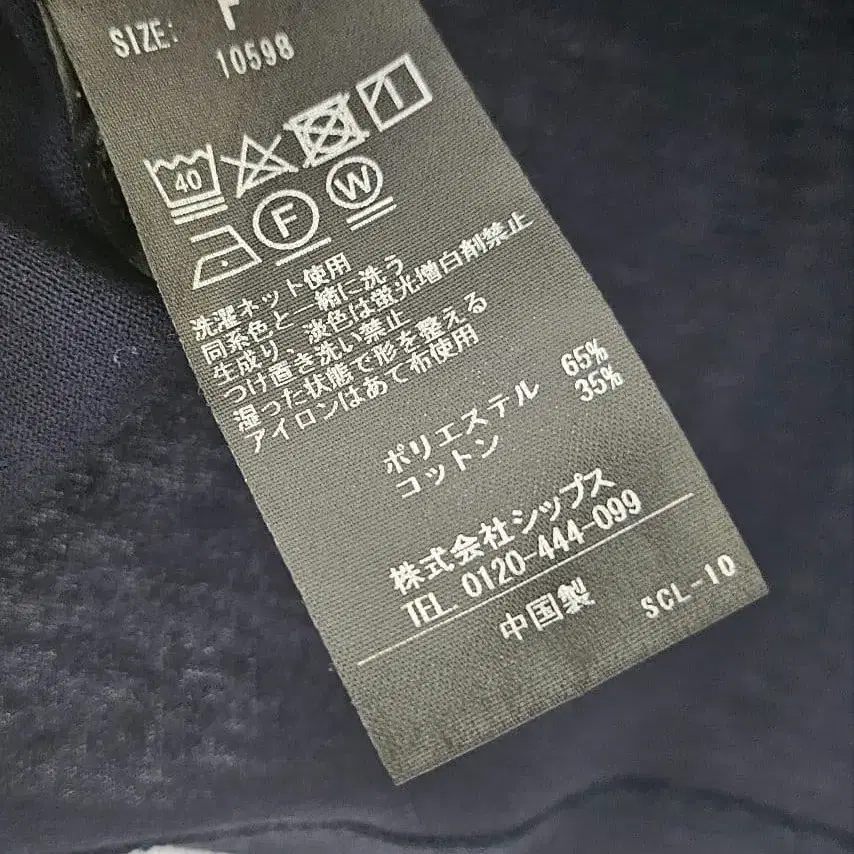 SIZE: F
10598
40
F W
洗濯ネット使用
同系色と一緒に洗う
生成り、淡色は蛍光増白剤禁止
つけ置き洗い禁止
湿った状態で形を整える
アイロンはあて布使用
ポリエステル 65%
コットン 35%
株式会社シップス
TEL. 0120-444-099
中国製 SCL-10